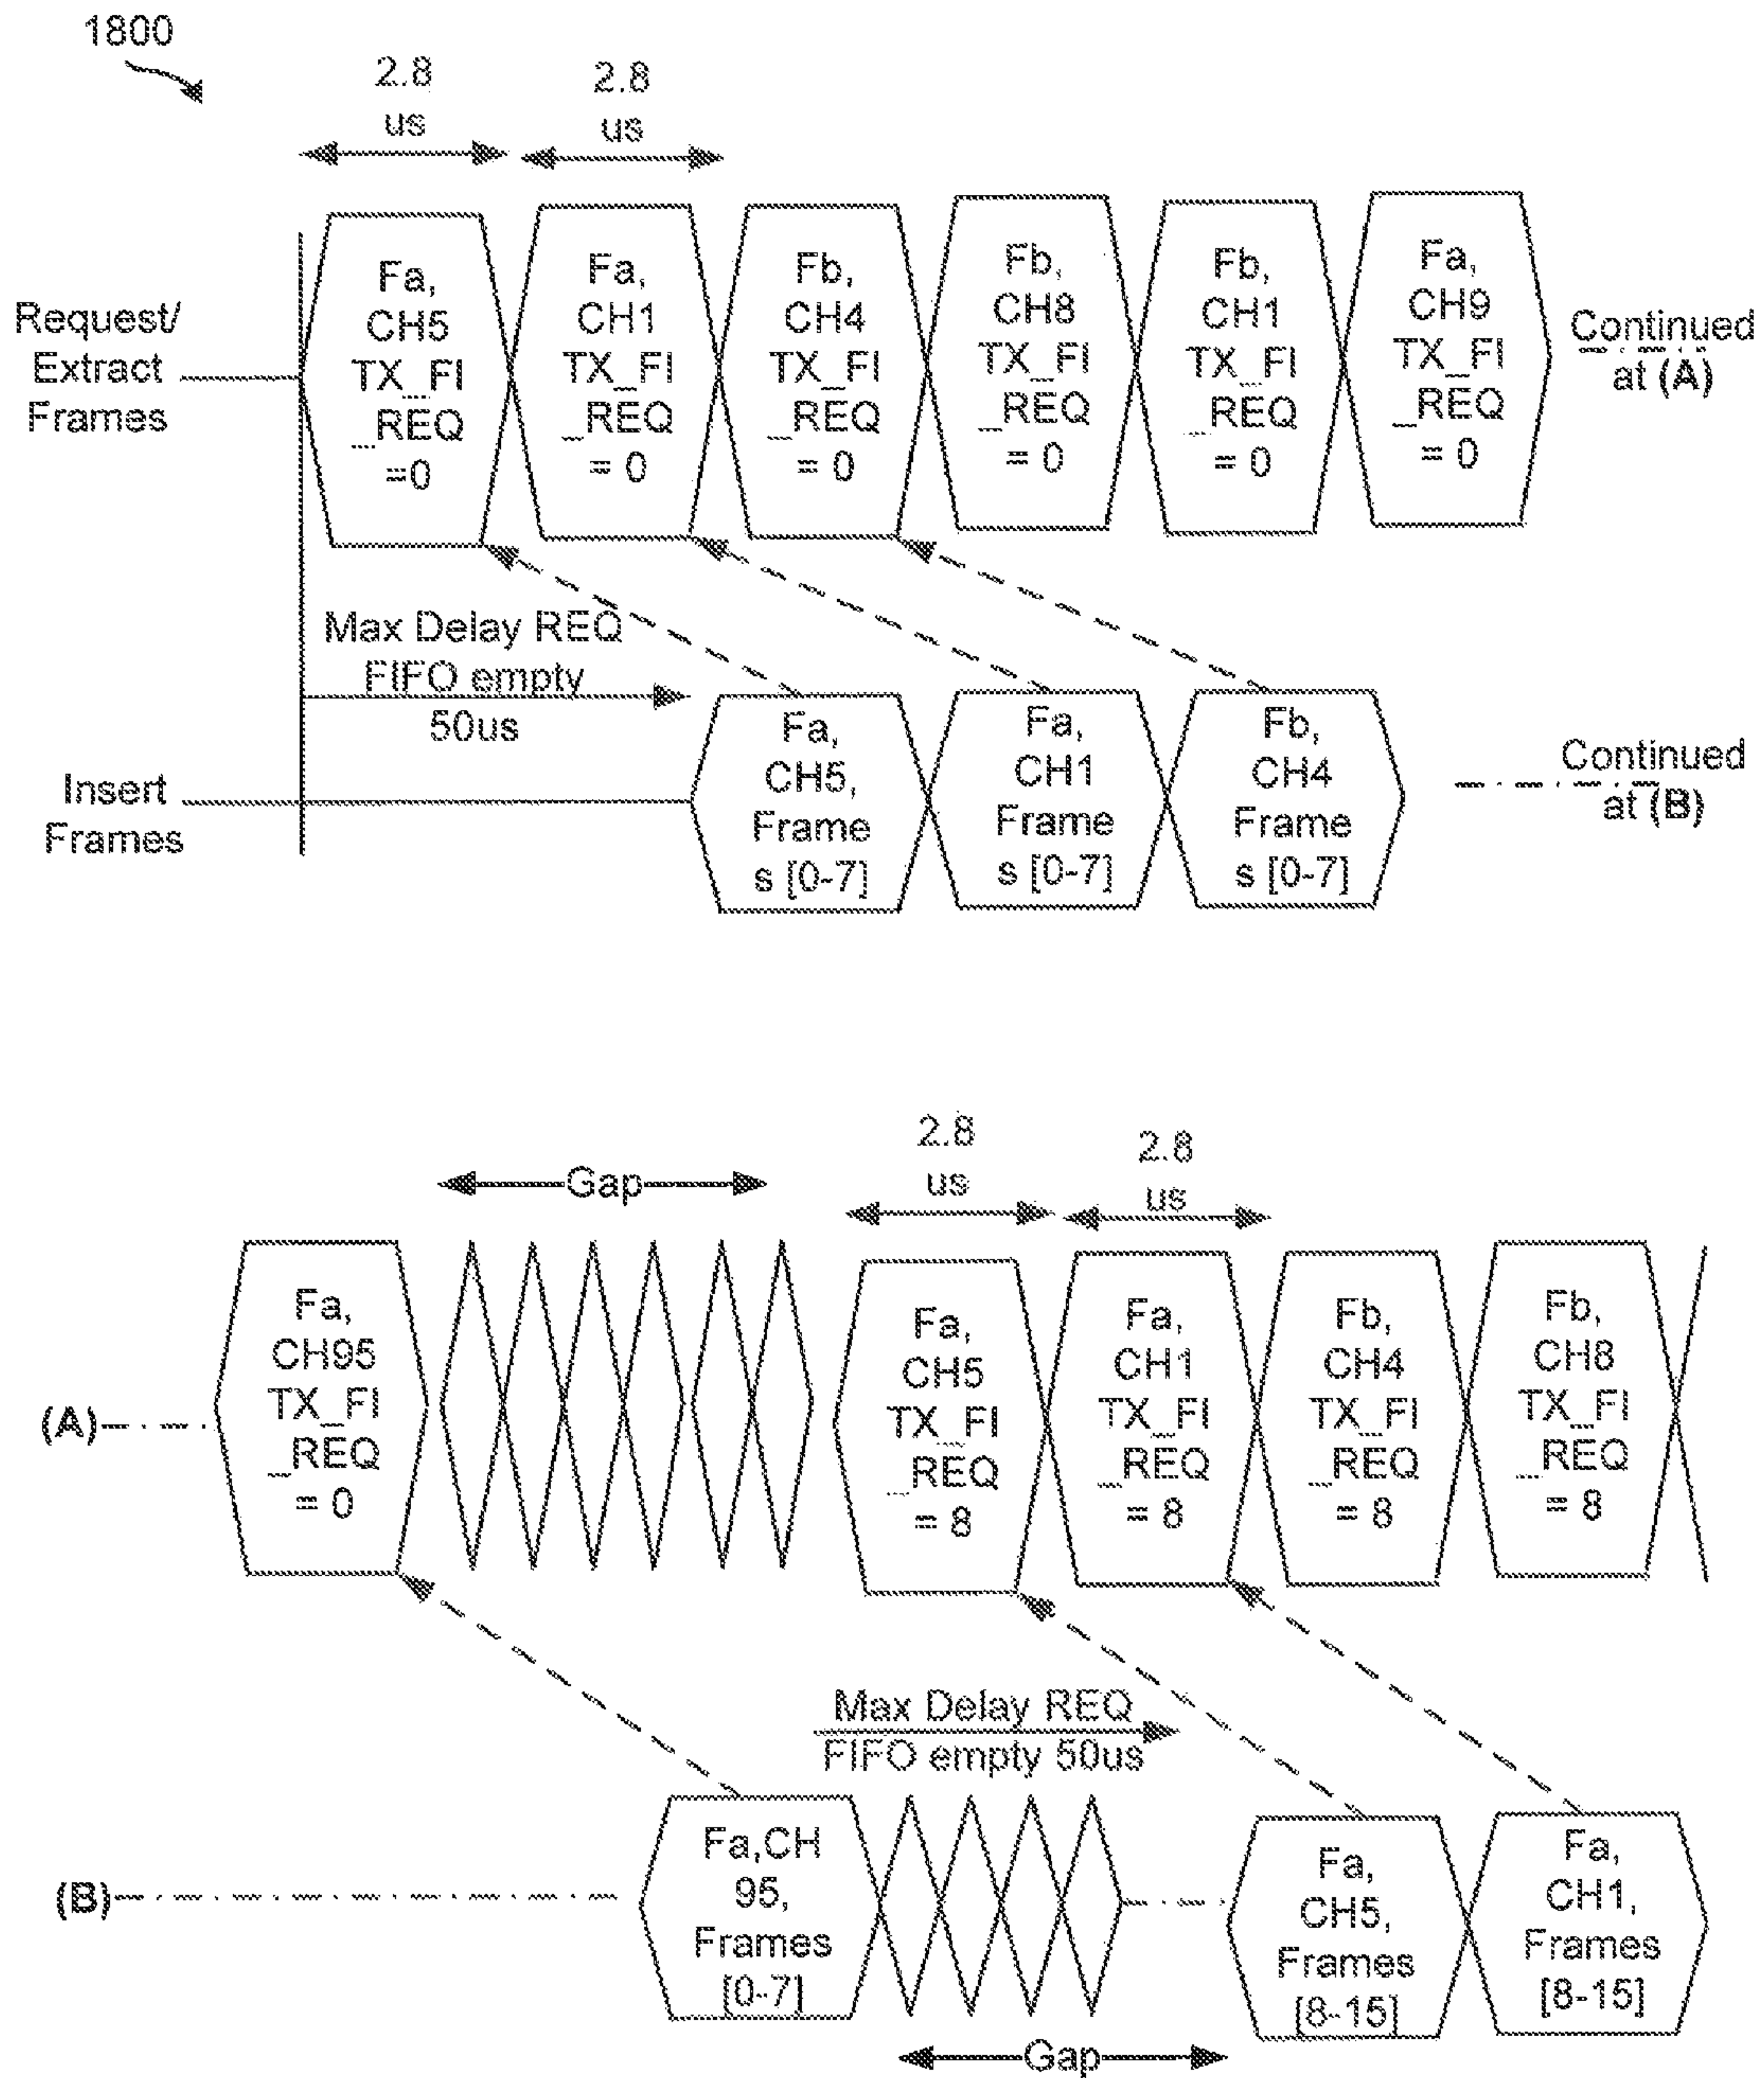 1800
2.8
us
2.8
us
Request/
Extract
Frames
Fa,
CH5
TX_FI
_REQ
=0
Fa,
CH1
TX_FI
_REQ
= 0
Fb,
CH4
TX_FI
_REQ
= 0
Fb,
CH8
TX_FI
_REQ
= 0
Fb,
CH1
TX_FI
_REQ
= 0
Fa,
CH9
TX_FI
_REQ
= 0
Continued
at (A)
Max Delay REQ
FIFO empty
50us
Insert
Frames
Fa,
CH5,
Frame
s [0-7]
Fa,
CH1
Frame
s [0-7]
Fb,
CH4
Frame
s [0-7]
Continued
at (B)
Gap
2.8
us
2.8
us
(A)
Fa,
CH95
TX_FI
_REQ
= 0
Fa,
CH5
TX_FI
_REQ
= 8
Fa,
CH1
TX_FI
_REQ
= 8
Fb,
CH4
TX_FI
_REQ
= 8
Fb,
CH8
TX_FI
_REQ
= 8
Max Delay REQ
FIFO empty 50us
(B)
Fa,CH
95,
Frames
[0-7]
Fa,
CH5,
Frames
[8-15]
Fa,
CH1,
Frames
[8-15]
Gap